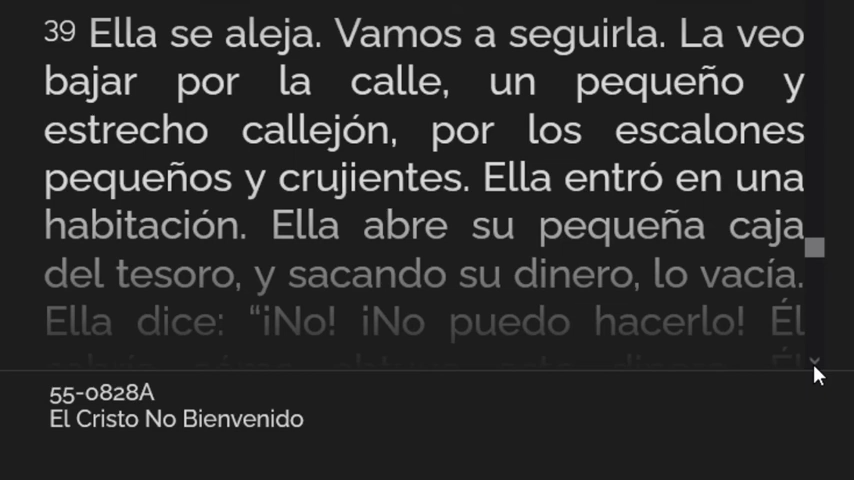 39 Ella se aleja. Vamos a seguirla. La veo
bajar por la calle, un pequeño y
estrecho callejón, por los escalones
pequeños y crujientes. Ella entró en una
habitación. Ella abre su pequeña caja
del tesoro, y sacando su dinero, lo vacía.
Ella dice: “¡No! ¡No puedo hacerlo! Él
55-0828A
El Cristo No Bienvenido